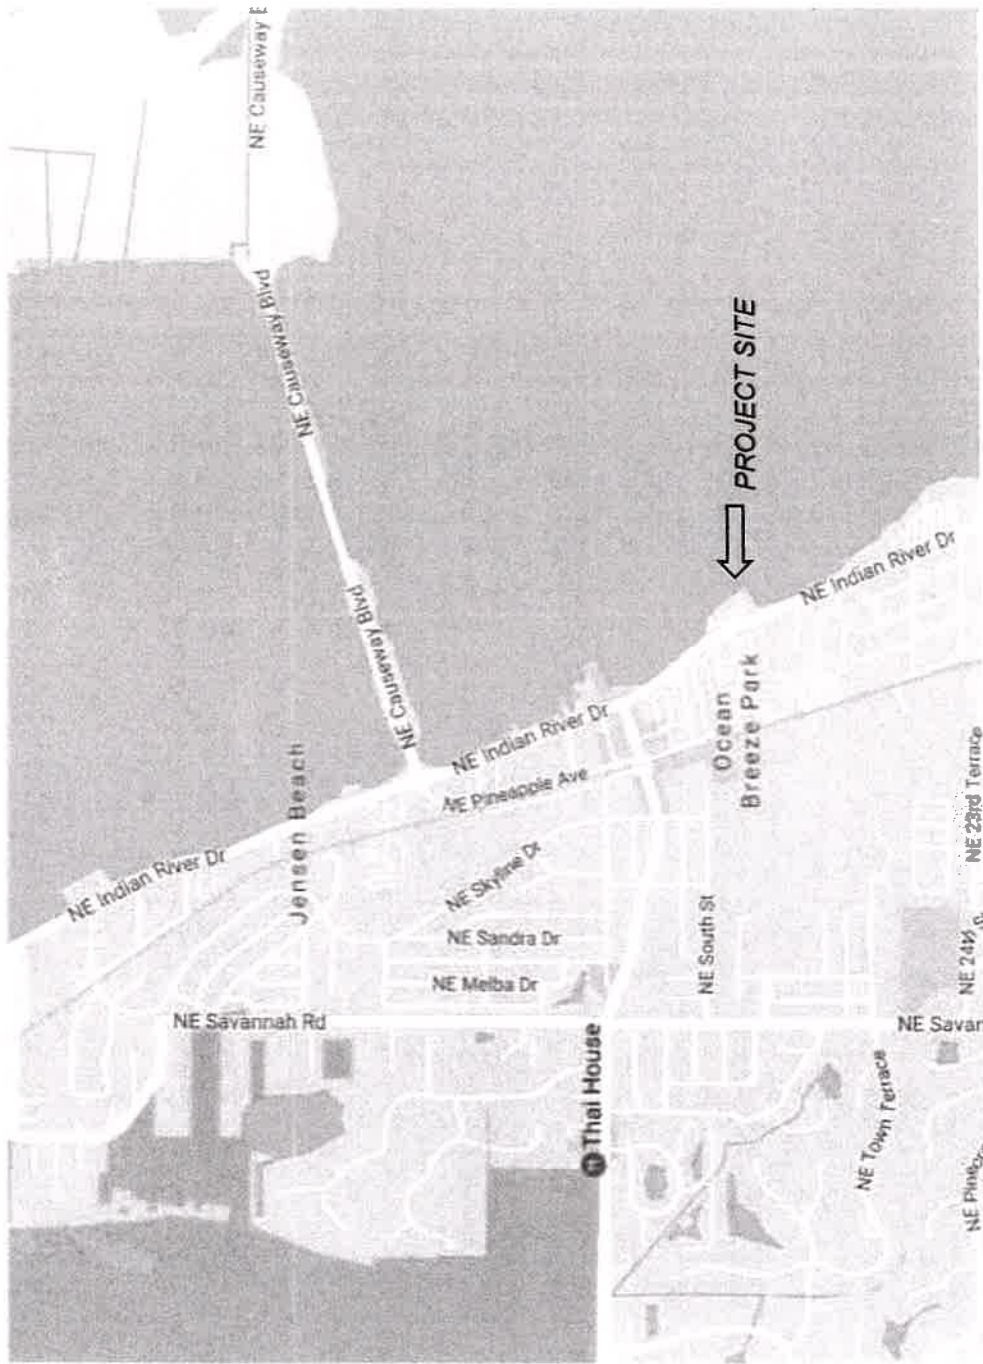 NE Causeway B
NE Causeway Blvd
NE Causeway Blvd
NE Causeway Blvd
PROJECT SITE
NE Indian River Dr
NE Indian River Dr
NE Indian River Dr
Jensen Beach
NE Pineapple Ave
Ocean
Breeze Park
NE Skyline Dr
NE Sandra Dr
NE Melba Dr
NE South St
NE 23rd Terrace
NE Savannah Rd
NE Savan
Thai House
NE Town Terrace